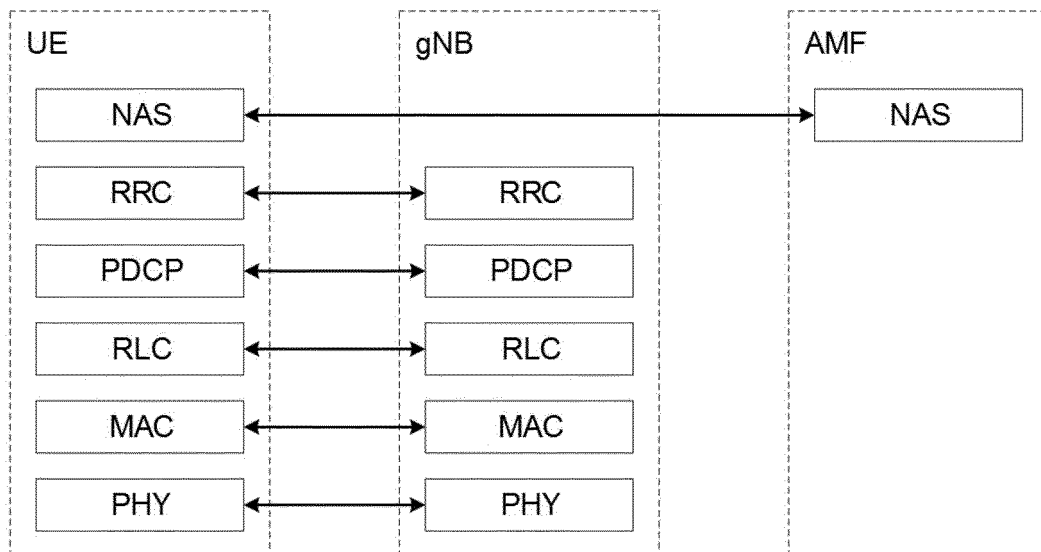 UE gNB AMF
NAS NAS
RRC RRC
PDCP PDCP
RLC RLC
MAC MAC
PHY PHY